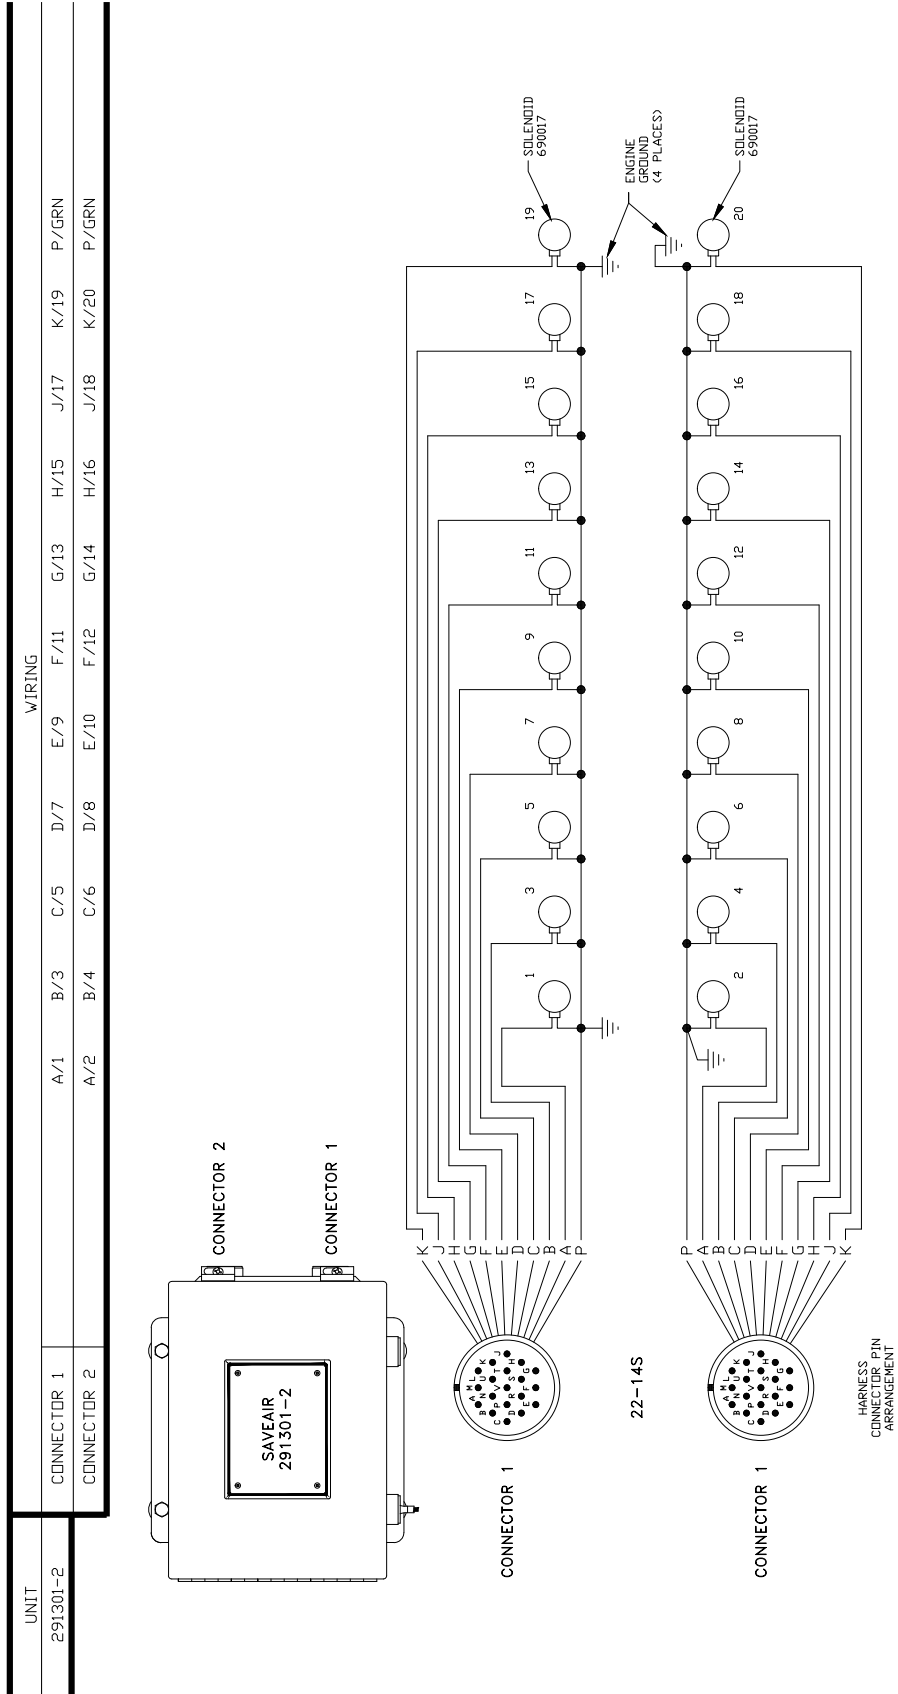 UNIT WIRING
291301-2 CONNECTOR 1 A/1 B/3 C/5 D/7 E/9 F/11 G/13 H/15 J/17 K/19 P/GRN
CONNECTOR 2 A/2 B/4 C/6 D/8 E/10 F/12 G/14 H/16 J/18 K/20 P/GRN
CONNECTOR 2
SAVEAIR
291301-2
CONNECTOR 1
K
J
H
G
F
E
D
C
B
A
P
1
3
5
7
9
11
13
15
17
19
SOLENOID
690017
CONNECTOR 1
A M L
B N U K
C P V T J
D R S H
E F G
ENGINE
GROUND
(4 PLACES)
22-14S
P
A
B
C
D
E
F
G
H
J
K
2
4
6
8
10
12
14
16
18
20
SOLENOID
690017
CONNECTOR 1
A M L
B N U K
C P V T J
D R S H
E F G
HARNESS
CONNECTOR PIN
ARRANGEMENT